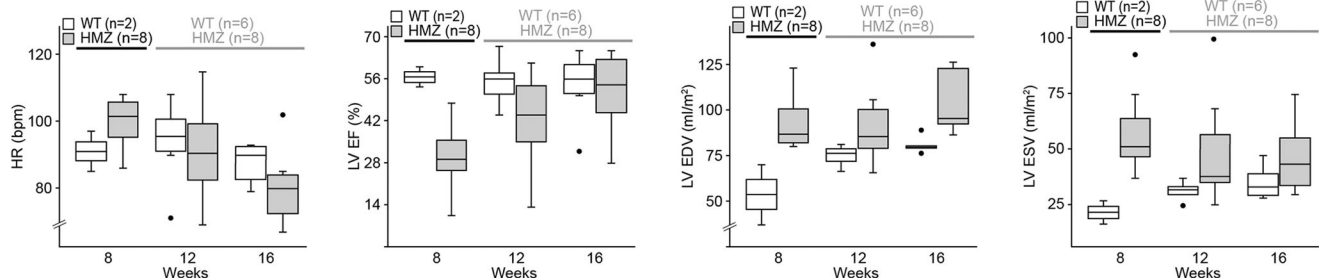 WT (n=2)
HMZ (n=8)
WT (n=6)
HMZ (n=8)
HR (bpm)
120
100
80
8
12
16
Weeks
WT (n=2)
HMZ (n=8)
WT (n=6)
HMZ (n=8)
LV EF (%)
70
56
42
28
14
8
12
16
Weeks
WT (n=2)
HMZ (n=8)
WT (n=6)
HMZ (n=8)
LV EDV (ml/m²)
125
100
75
50
8
12
16
Weeks
WT (n=2)
HMZ (n=8)
WT (n=6)
HMZ (n=8)
LV ESV (ml/m²)
100
75
50
25
8
12
16
Weeks